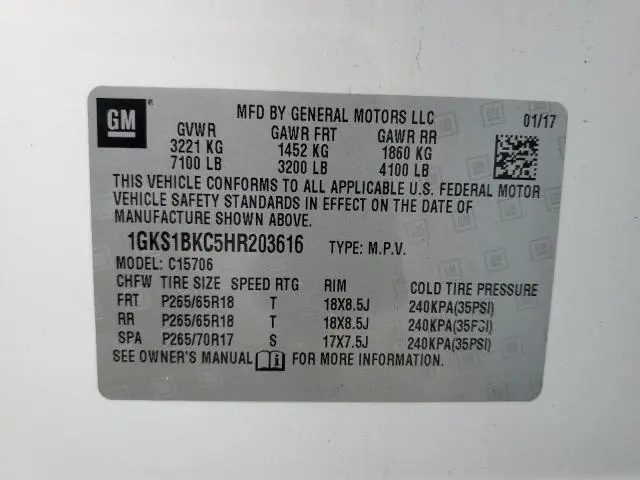 GM
MFD BY GENERAL MOTORS LLC 01/17
GVWR GAWR FRT GAWR RR
3221 KG 1452 KG 1860 KG
7100 LB 3200 LB 4100 LB
THIS VEHICLE CONFORMS TO ALL APPLICABLE U.S. FEDERAL MOTOR
VEHICLE SAFETY STANDARDS IN EFFECT ON THE DATE OF
MANUFACTURE SHOWN ABOVE.
1GKS1BKC5HR203616 TYPE: M.P.V.
MODEL: C15706
CHFW TIRE SIZE SPEED RTG RIM COLD TIRE PRESSURE
FRT P265/65R18 T 18X8.5J 240KPA(35PSI)
RR P265/65R18 T 18X8.5J 240KPA(35PSI)
SPA P265/70R17 S 17X7.5J 240KPA(35PSI)
SEE OWNER'S MANUAL FOR MORE INFORMATION.